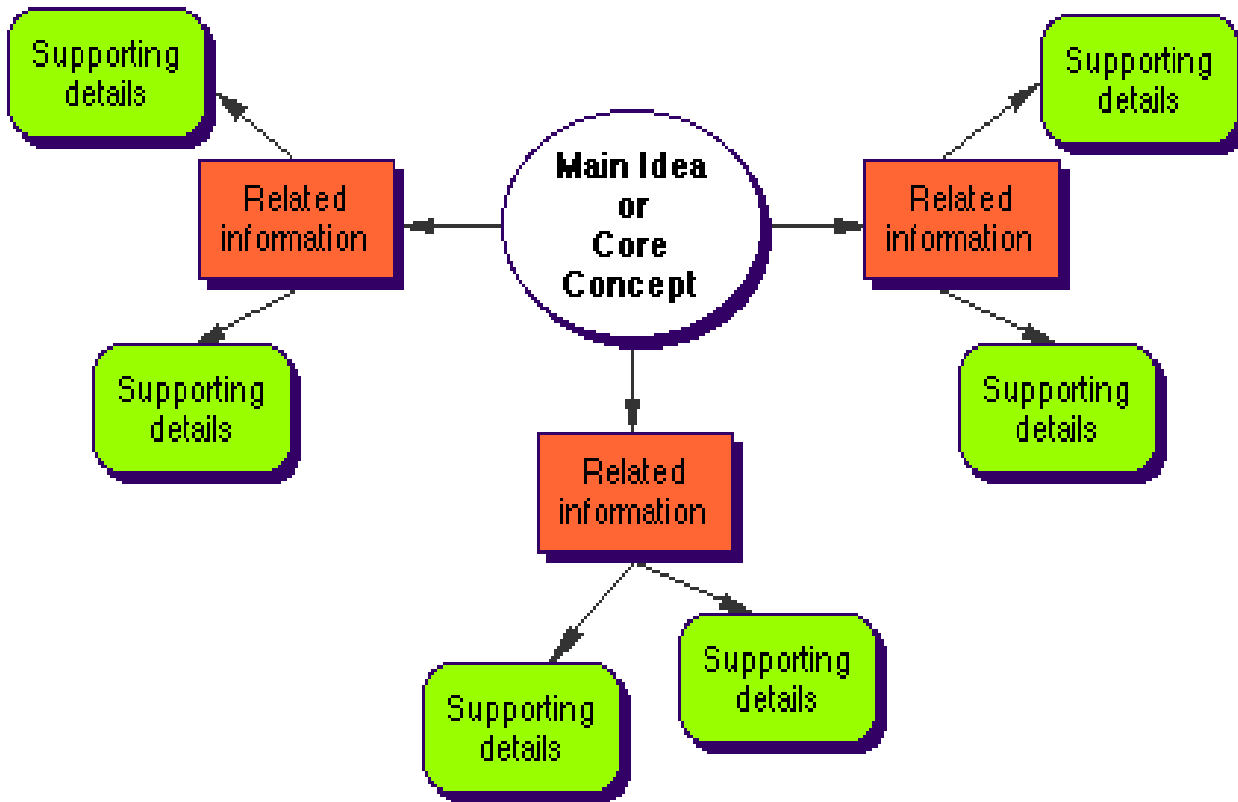 Supporting
details
Supporting
details
Main Idea
or
Core
Concept
Related
information
Related
information
Supporting
details
Supporting
details
Related
information
Supporting
details
Supporting
details